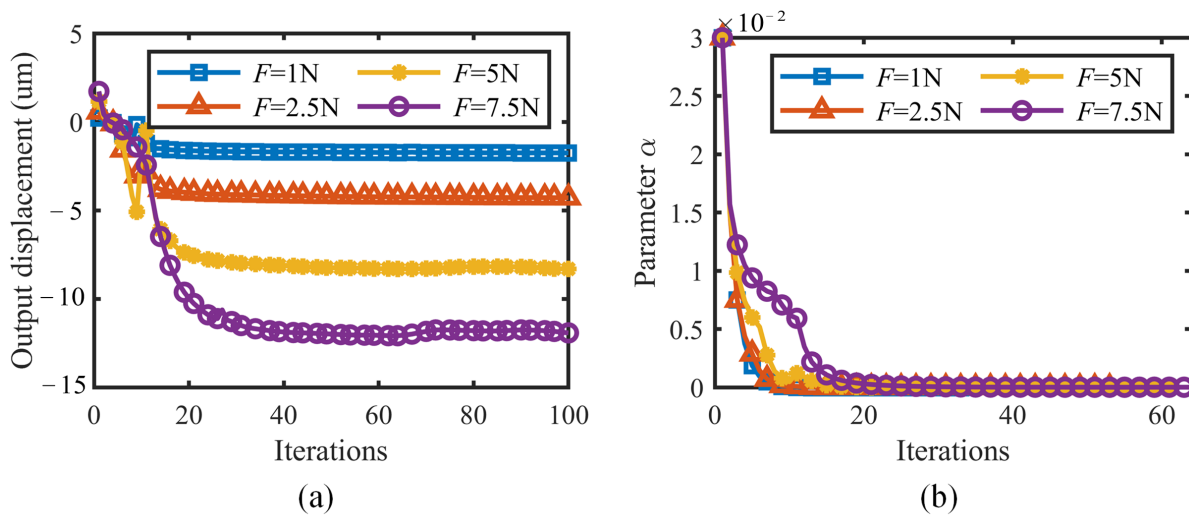 Output displacement (um)
5
0
−5
−10
−15
F=1N
F=5N
F=2.5N
F=7.5N
0
20
40
60
80
100
Iterations
(a)
Parameter α
× 10⁻²
3
2.5
2
1.5
1
0.5
0
F=1N
F=5N
F=2.5N
F=7.5N
0
20
40
60
Iterations
(b)